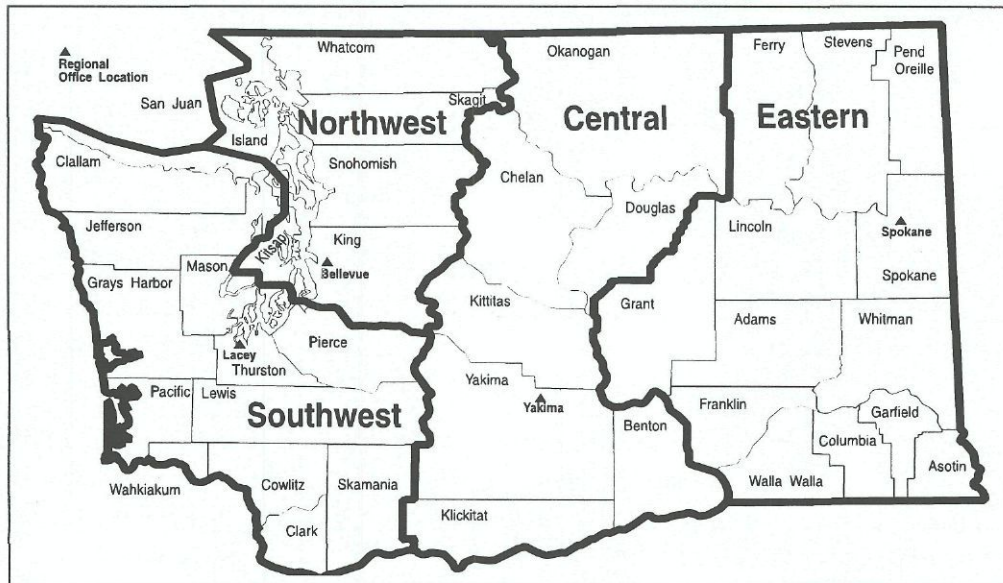 Regional
Office Location
San Juan
Whatcom
Skagit
Northwest
Island
Snohomish
Clallam
Jefferson
Kitsap
King
Bellevue
Mason
Grays Harbor
Lacey
Thurston
Pierce
Pacific
Lewis
Southwest
Wahkiakum
Cowlitz
Skamania
Clark
Okanogan
Central
Chelan
Douglas
Kittitas
Yakima
Yakima
Benton
Klickitat
Ferry
Stevens
Pend
Oreille
Eastern
Lincoln
Spokane
Spokane
Grant
Adams
Whitman
Franklin
Garfield
Columbia
Walla Walla
Asotin